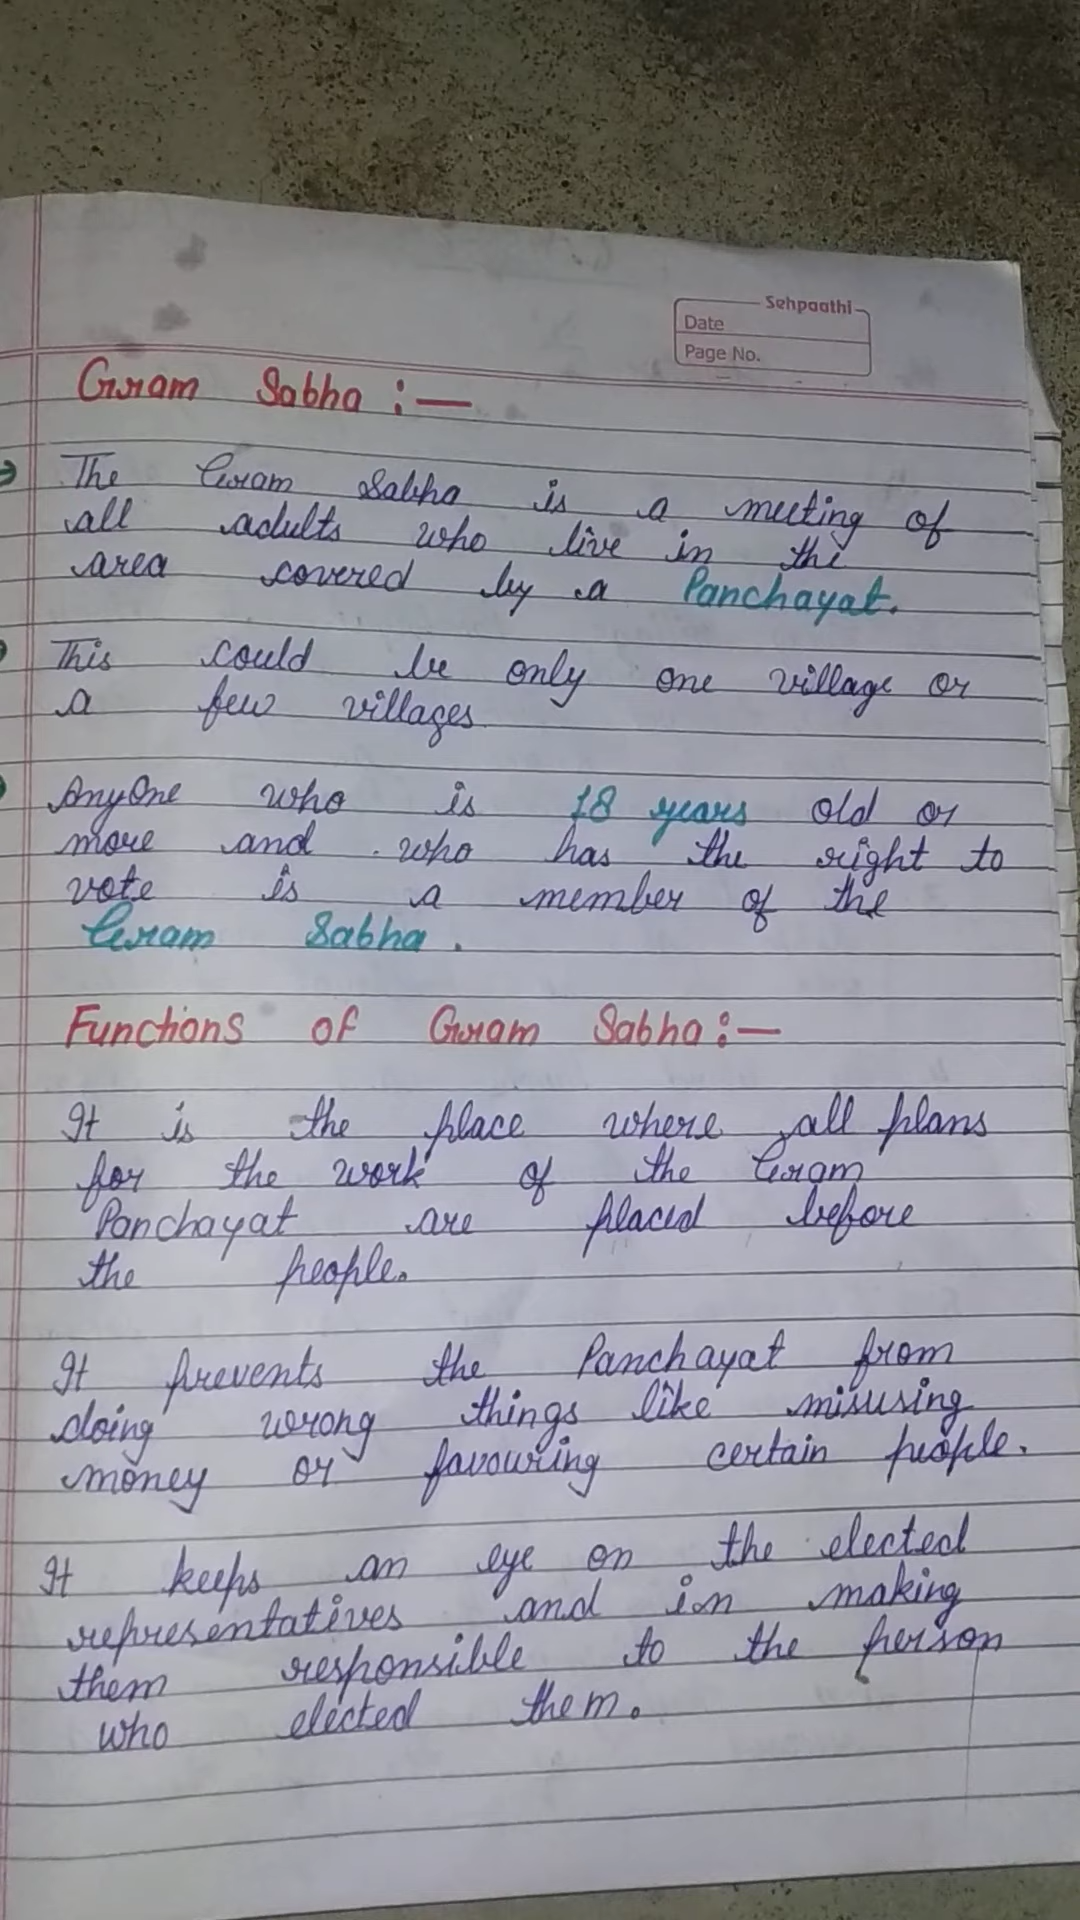 Sehpaathi
Date
Page No.
Gram Sabha :—
The Gram Sabha is a meeting of
all adults who live in the
area covered by a Panchayat.
This could be only one village or
a few villages
AnyOne who is 18 years old or
more and who has the right to
vote is a member of the
Gram Sabha.
Functions of Gram Sabha :—
It is the place where all plans
for the work of the Gram
Panchayat are placed before
the people.
It prevents the Panchayat from
doing wrong things like misusing
money or favouring certain people.
It keeps an eye on the elected
representatives and in making
them responsible to the person
who elected them.